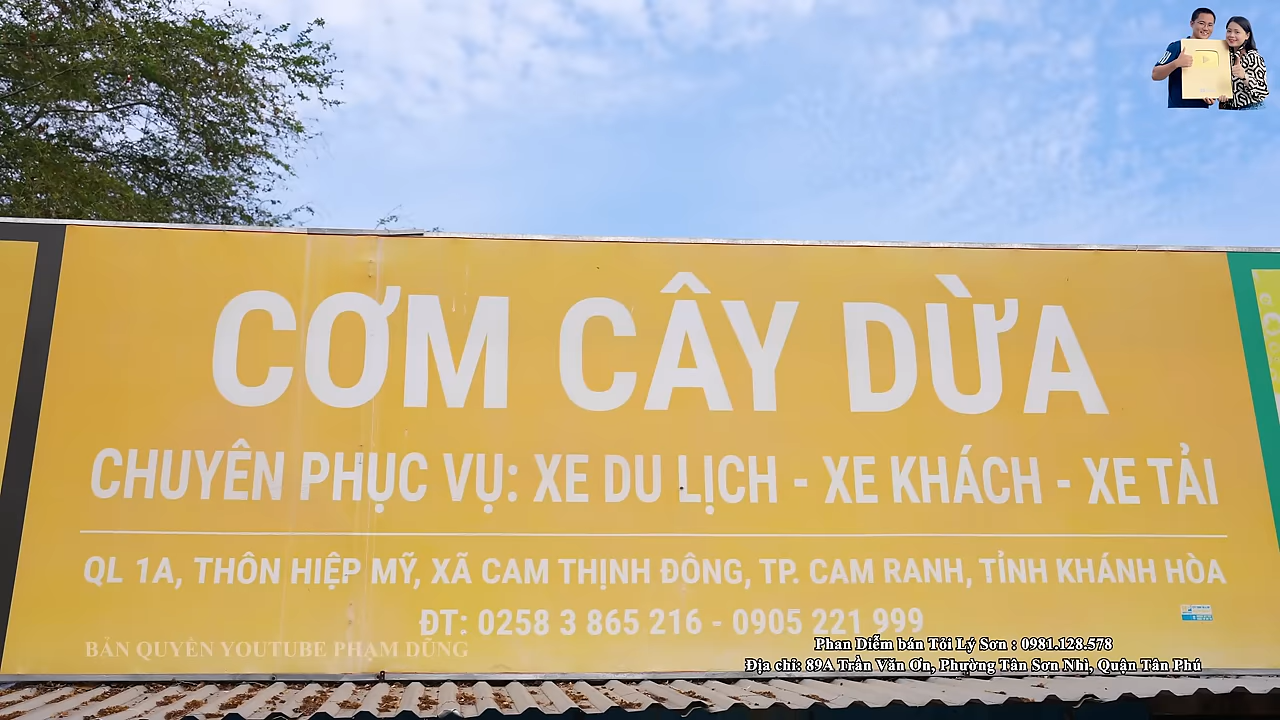 CƠM CÂY DỪA
CHUYÊN PHỤC VỤ: XE DU LỊCH - XE KHÁCH - XE TẢI
QL 1A, THÔN HIỆP MỸ, XÃ CAM THỊNH ĐÔNG, TP. CAM RANH, TỈNH KHÁNH HÒA
ĐT: 0258 3 865 216 - 0905 221 999
BẢN QUYỀN YOUTUBE PHẠM DŨNG
Phan Diễm bán Tỏi Lý Sơn : 0981.128.578
Địa chỉ: 89A Trần Văn Ơn, Phường Tân Sơn Nhì, Quận Tân Phú